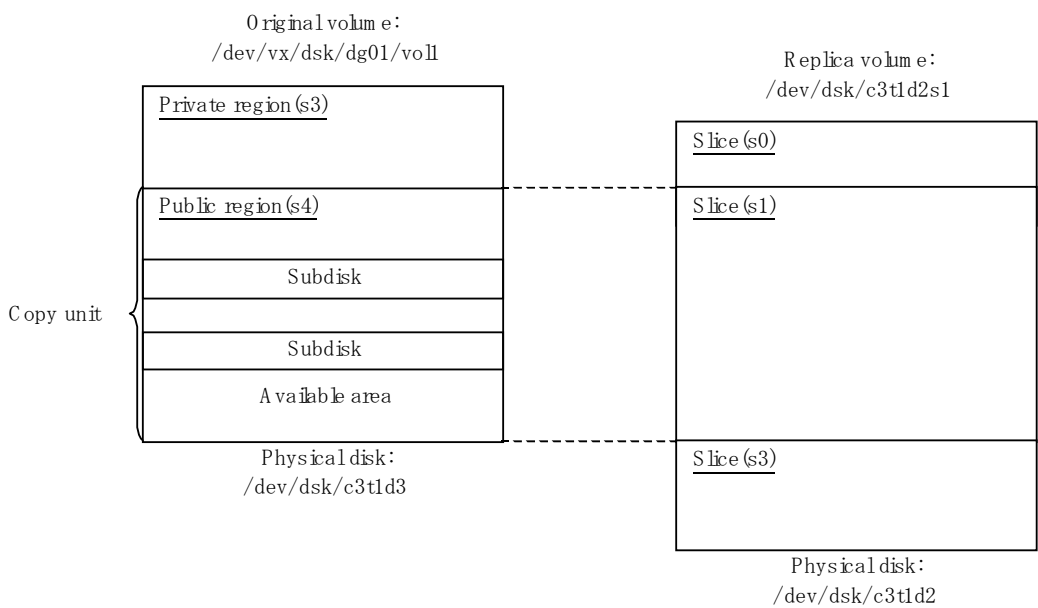 Original volume:
/dev/vx/dsk/dg01/vol1
Private region(s3)
Public region(s4)
Subdisk
Subdisk
Available area
Copy unit
Physical disk:
/dev/dsk/c3t1d3
Replica volume:
/dev/dsk/c3t1d2s1
Slice(s0)
Slice(s1)
Slice(s3)
Physical disk:
/dev/dsk/c3t1d2